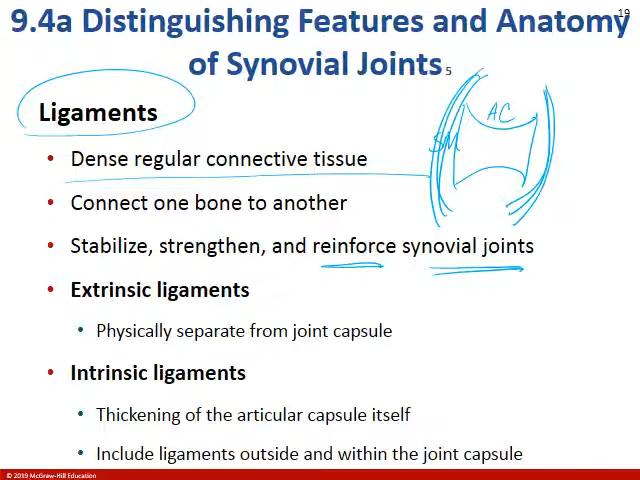 19
9.4a Distinguishing Features and Anatomy
of Synovial Joints 5
Ligaments
AC
SM
• Dense regular connective tissue
• Connect one bone to another
• Stabilize, strengthen, and reinforce synovial joints
• Extrinsic ligaments
• Physically separate from joint capsule
• Intrinsic ligaments
• Thickening of the articular capsule itself
• Include ligaments outside and within the joint capsule
© 2019 McGraw-Hill Education